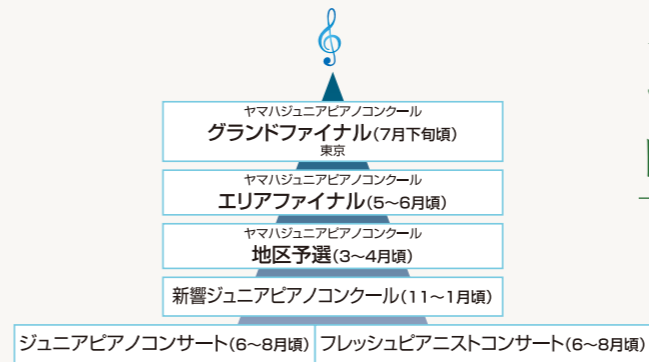 ヤマハジュニアピアノコンクール
グランドファイナル(7月下旬頃)
東京
ヤマハジュニアピアノコンクール
エリアファイナル(5〜6月頃)
ヤマハジュニアピアノコンクール
地区予選(3〜4月頃)
新響ジュニアピアノコンクール(11〜1月頃)
ジュニアピアノコンサート(6〜8月頃)
フレッシュピアニストコンサート(6〜8月頃)